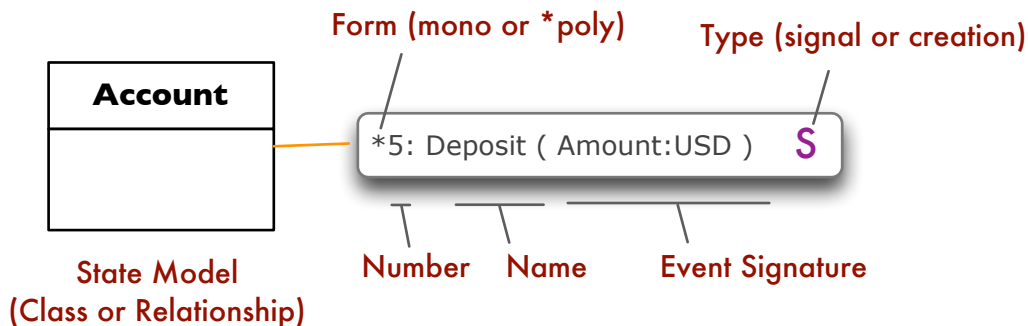 Form (mono or *poly)
Type (signal or creation)
Account
*5: Deposit ( Amount:USD ) S
Number Name Event Signature
State Model
(Class or Relationship)